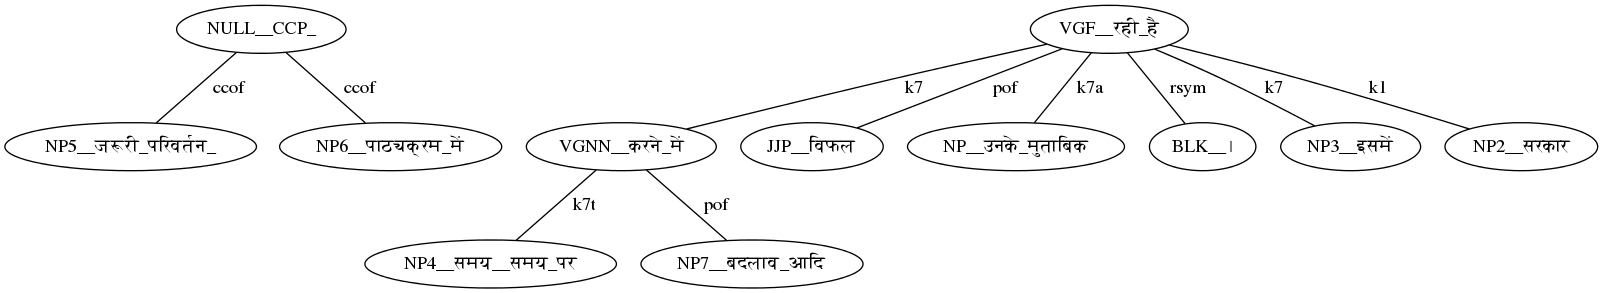 NULL__CCP_ VGF__रही_है
ccof ccof k7 pof k7a rsym k7 k1
NP5__जरूरी_परिवर्तन_ NP6__पाठ्यक्रम_में VGNN__करने_में JJP__विफल NP__उनके_मुताबिक BLK__। NP3__इसमें NP2__सरकार
k7t pof
NP4__समय__समय_पर NP7__बदलाव_आदि